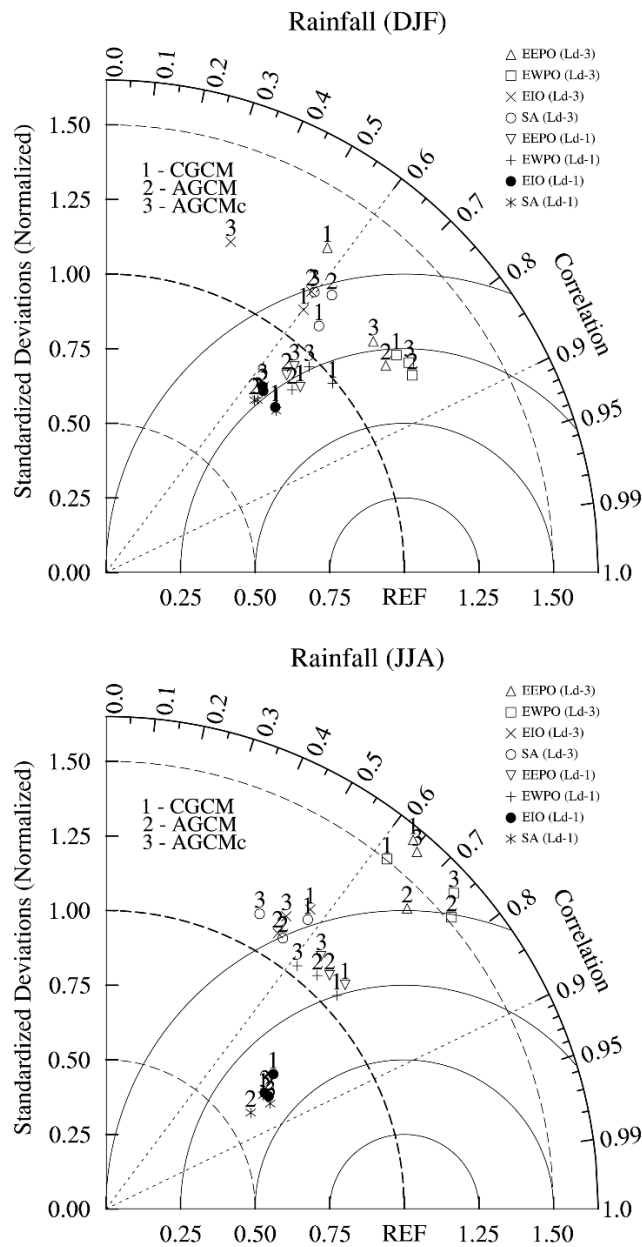 Rainfall (DJF)
0.0 0.1 0.2 0.3 0.4 0.5 0.6 0.7 0.8 0.9 0.95 0.99 1.0
Correlation
△ EEPO (Ld-3)
□ EWPO (Ld-3)
× EIO (Ld-3)
○ SA (Ld-3)
▽ EEPO (Ld-1)
+ EWPO (Ld-1)
● EIO (Ld-1)
* SA (Ld-1)
1 - CGCM
2 - AGCM
3 - AGCMc
Standardized Deviations (Normalized)
1.50
1.25
1.00
0.75
0.50
0.25
0.00
0.25 0.50 0.75 REF 1.25 1.50
Rainfall (JJA)
0.0 0.1 0.2 0.3 0.4 0.5 0.6 0.7 0.8 0.9 0.95 0.99 1.0
Correlation
△ EEPO (Ld-3)
□ EWPO (Ld-3)
× EIO (Ld-3)
○ SA (Ld-3)
▽ EEPO (Ld-1)
+ EWPO (Ld-1)
● EIO (Ld-1)
* SA (Ld-1)
1 - CGCM
2 - AGCM
3 - AGCMc
Standardized Deviations (Normalized)
1.50
1.25
1.00
0.75
0.50
0.25
0.00
0.25 0.50 0.75 REF 1.25 1.50